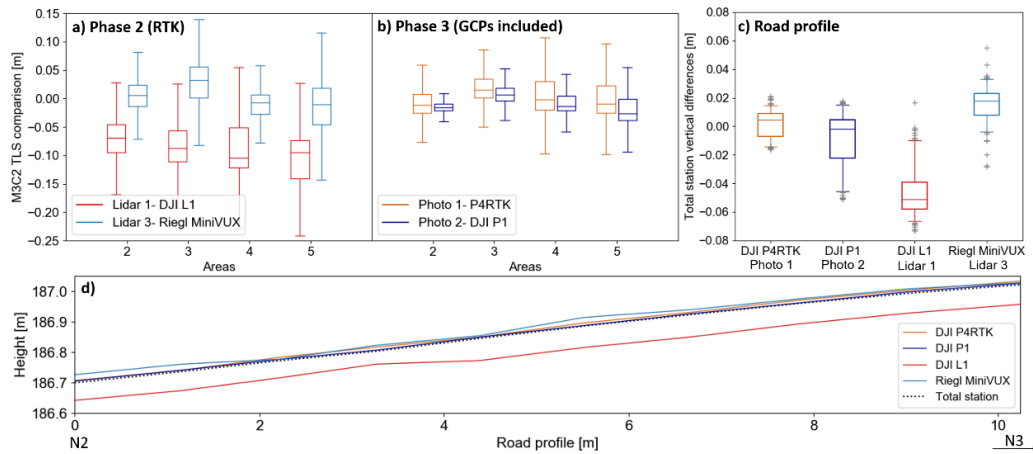 a) Phase 2 (RTK)
M3C2 TLS comparison [m]
0.15
0.10
0.05
0.00
−0.05
−0.10
−0.15
−0.20
−0.25
Lidar 1- DJI L1
Lidar 3- Riegl MiniVUX
2 3 4 5
Areas
b) Phase 3 (GCPs included)
Photo 1- P4RTK
Photo 2- DJI P1
2 3 4 5
Areas
c) Road profile
Total station vertical differences [m]
0.08
0.06
0.04
0.02
0.00
−0.02
−0.04
−0.06
−0.08
DJI P4RTK DJI P1 DJI L1 Riegl MiniVUX
Photo 1 Photo 2 Lidar 1 Lidar 3
d)
Height [m]
187.0
186.9
186.8
186.7
186.6
DJI P4RTK
DJI P1
DJI L1
Riegl MiniVUX
Total station
0 2 4 6 8 10
N2 Road profile [m] N3